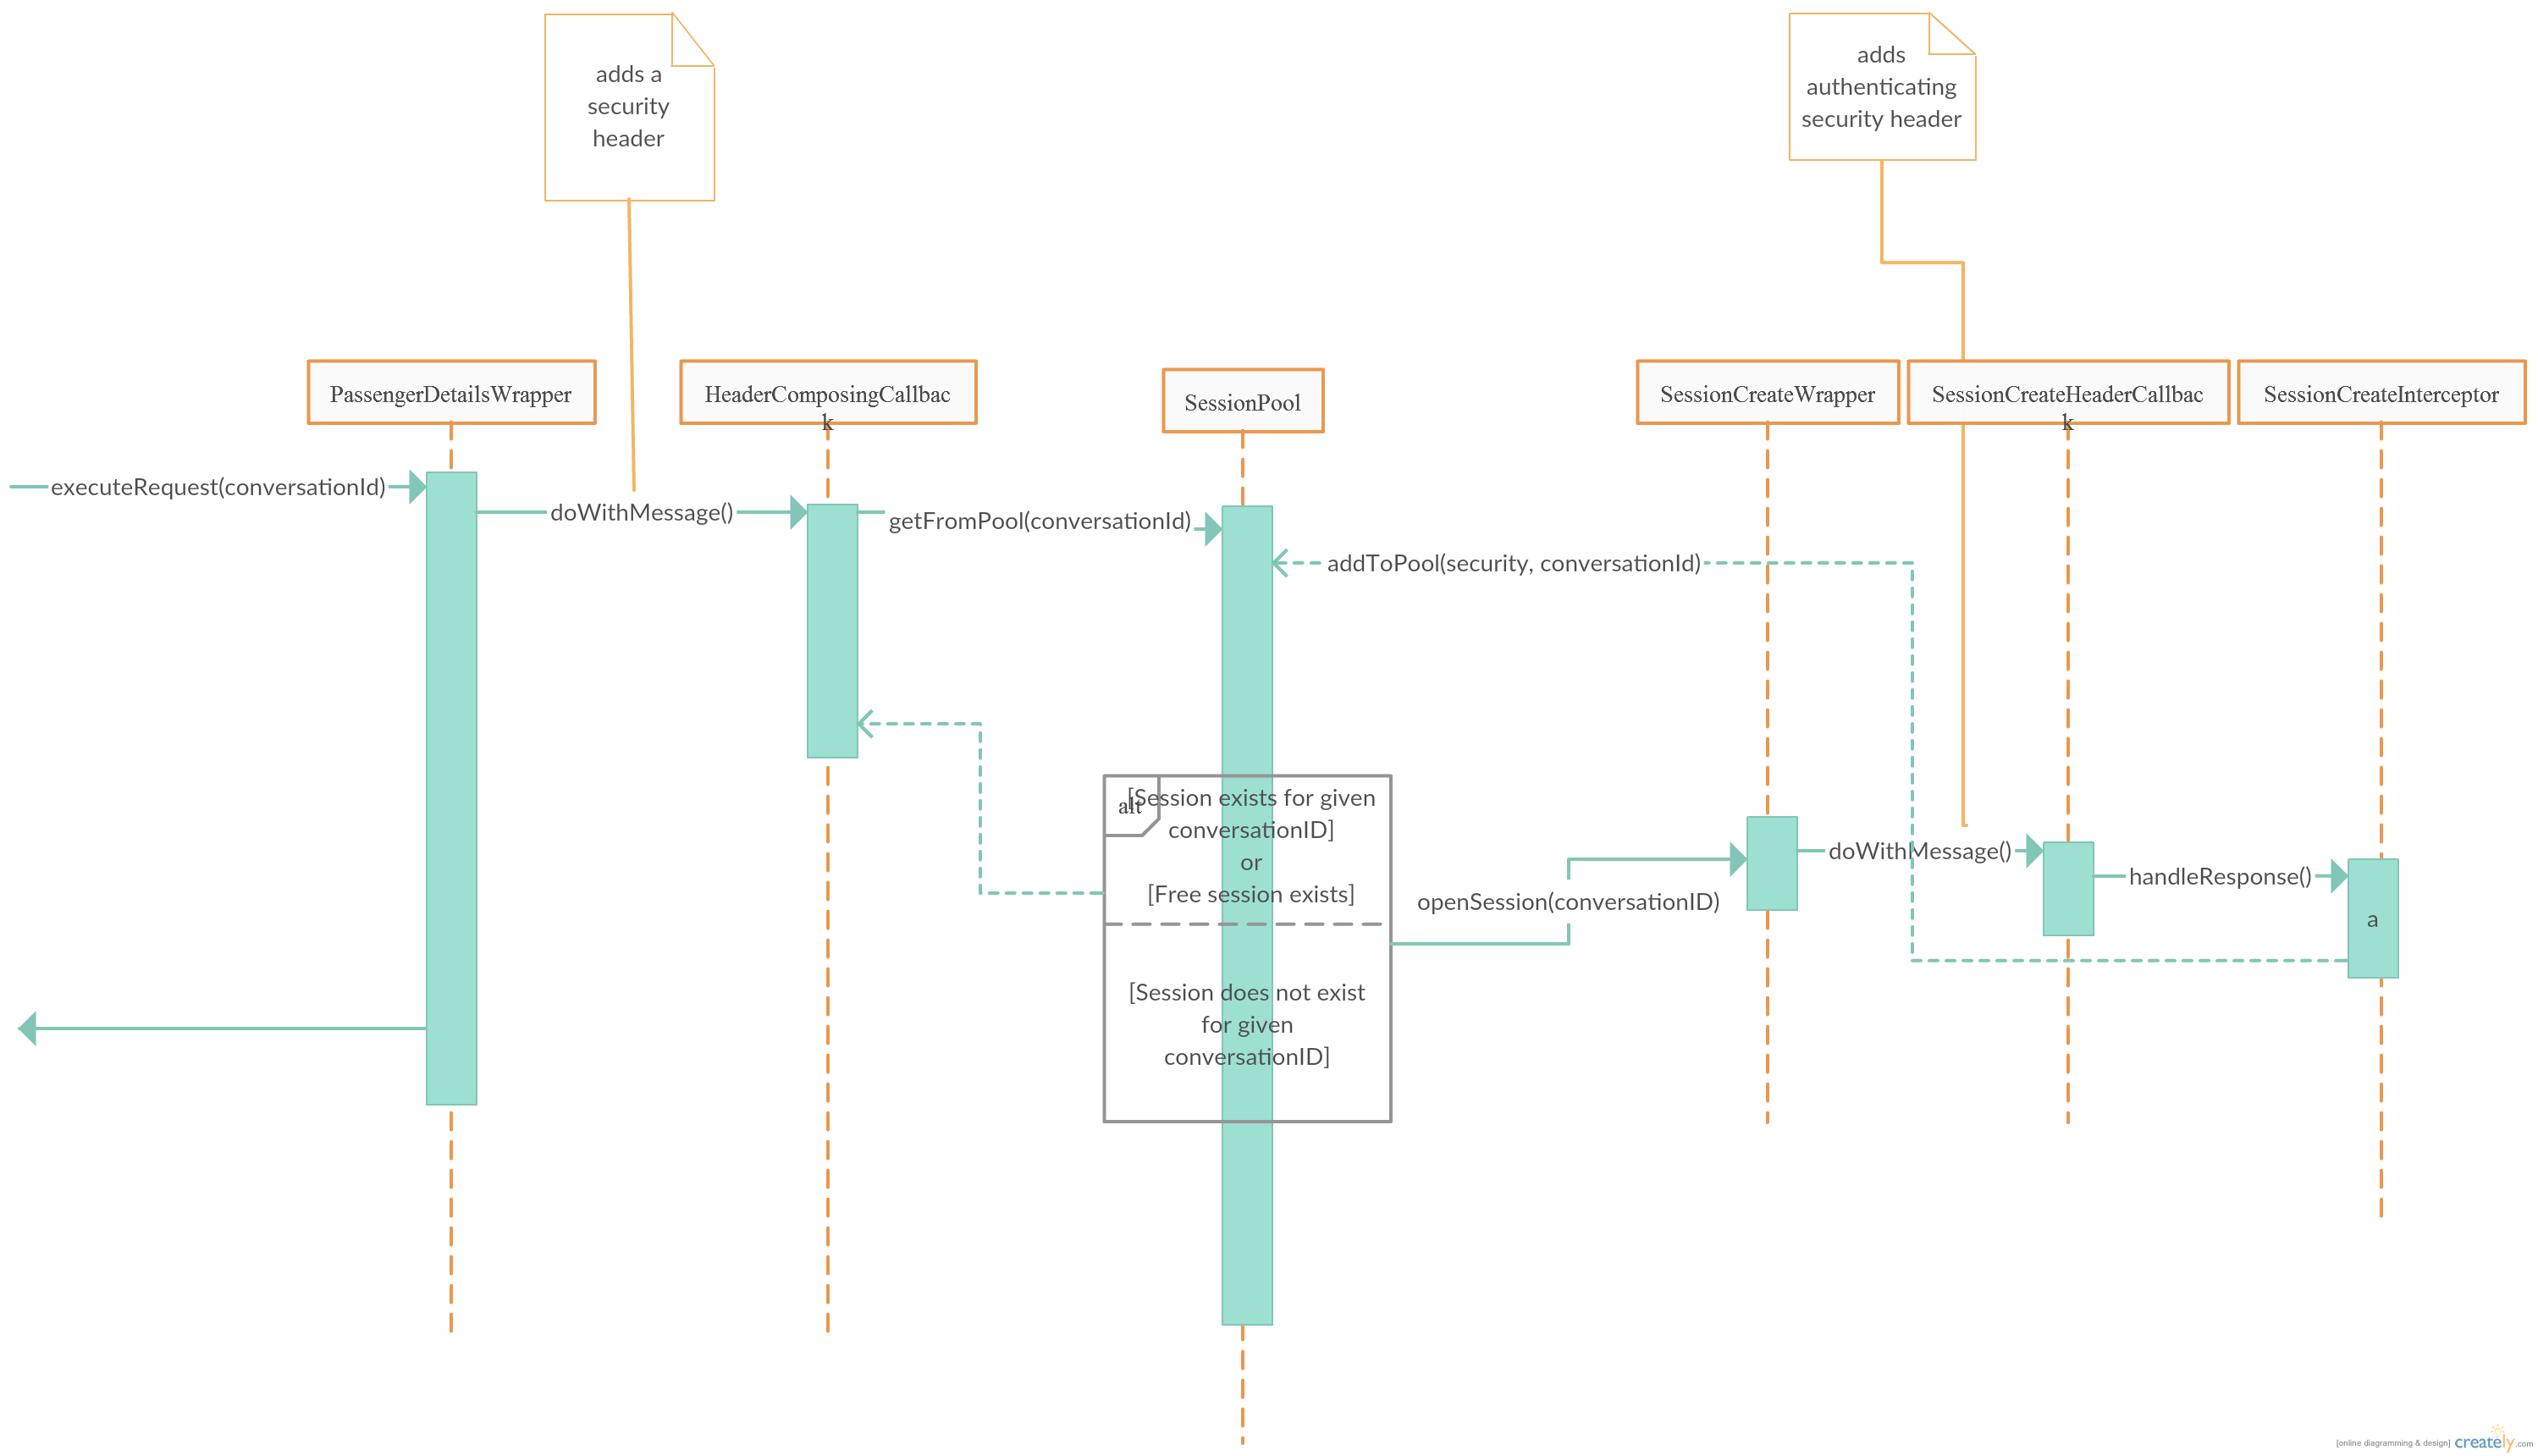 adds a
security
header
adds
authenticating
security header
PassengerDetailsWrapper
HeaderComposingCallbac
k
SessionPool
SessionCreateWrapper
SessionCreateHeaderCallbac
k
SessionCreateInterceptor
executeRequest(conversationId)
doWithMessage()
getFromPool(conversationId)
addToPool(security, conversationId)
alt
[Session exists for given
conversationID]
or
[Free session exists]
openSession(conversationID)
doWithMessage()
handleResponse()
a
[Session does not exist
for given
conversationID]
[online diagramming & design] creately.com